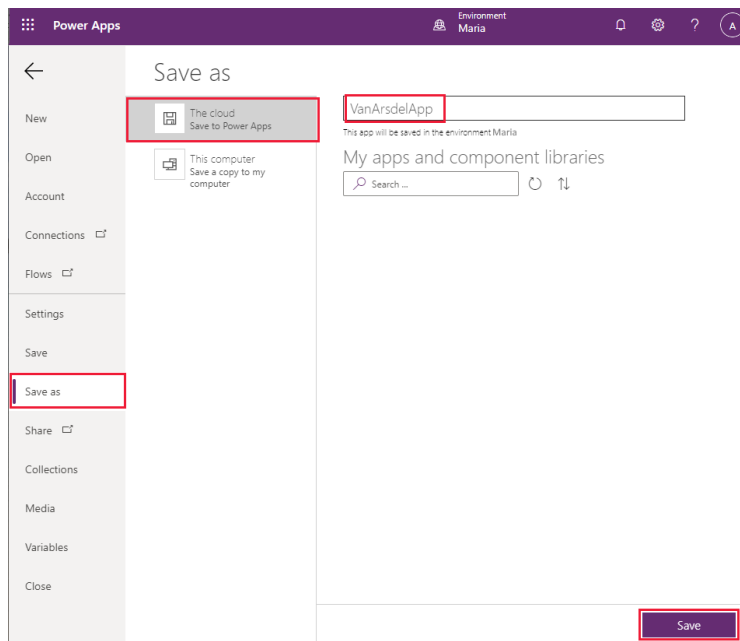 Power Apps
Environment
Maria
?
A
Save as
New
Open
Account
Connections
Flows
Settings
Save
Save as
Share
Collections
Media
Variables
Close
The cloud
Save to Power Apps
This computer
Save a copy to my
computer
VanArsdelApp
This app will be saved in the environment Maria
My apps and component libraries
Search ...
Save